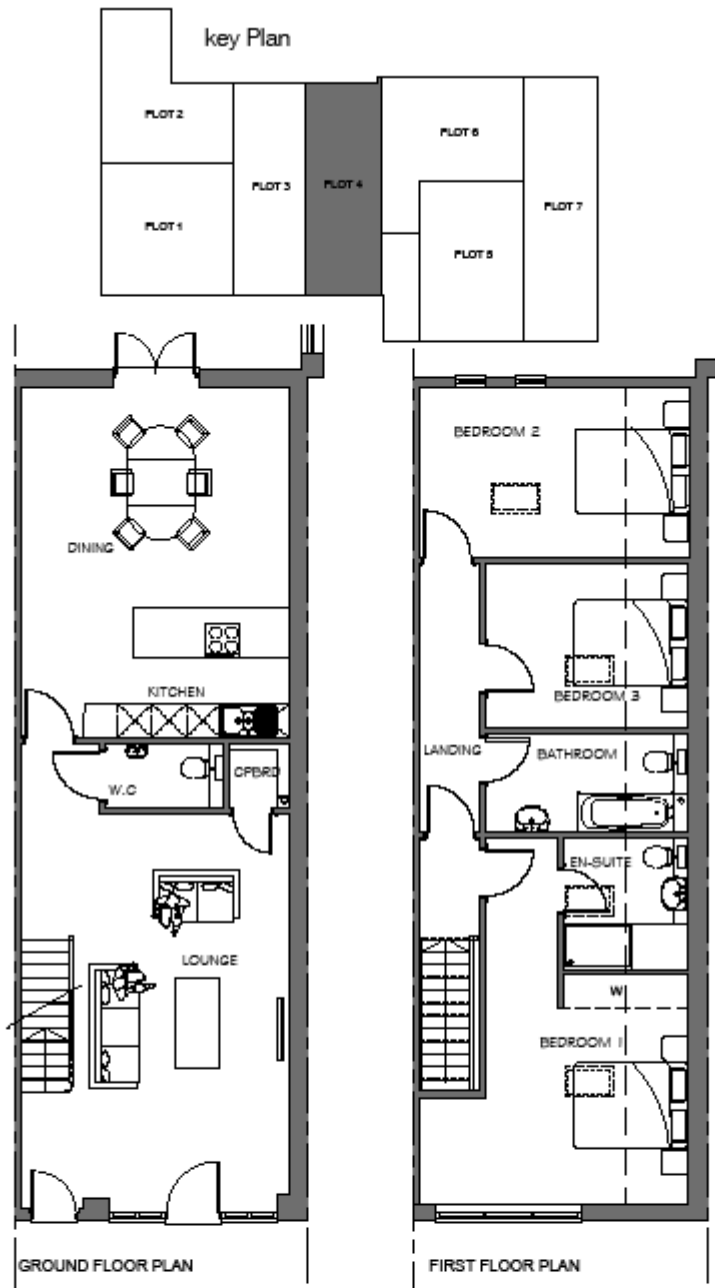 key Plan
PLOT 2
PLOT 6
PLOT 3
PLOT 4
PLOT 7
PLOT 1
PLOT 5
BEDROOM 2
DINING
KITCHEN
BEDROOM 3
LANDING
BATHROOM
CPBRD
W.C
EN-SUITE
LOUNGE
W
BEDROOM 1
GROUND FLOOR PLAN
FIRST FLOOR PLAN